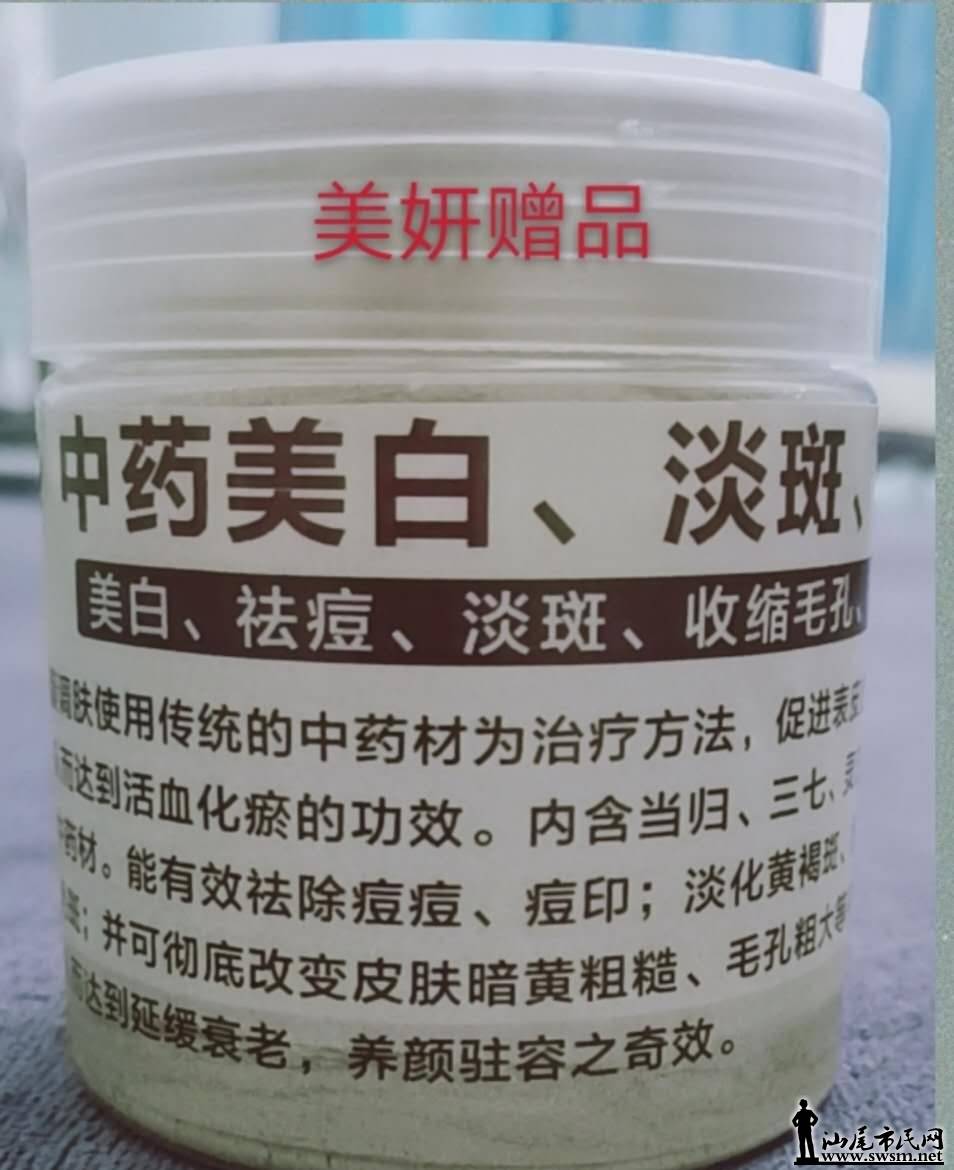 美妍赠品
中药美白、淡斑、
美白、祛痘、淡斑、收缩毛孔、
肤使用传统的中药材为治疗方法，促进表皮
而达到活血化瘀的功效。内含当归、三七、
药材。能有效祛除痘痘、痘印；淡化黄褐斑、
斑；并可彻底改变皮肤暗黄粗糙、毛孔粗大等
而达到延缓衰老，养颜驻容之奇效。
汕尾市民网
www.swsm.net